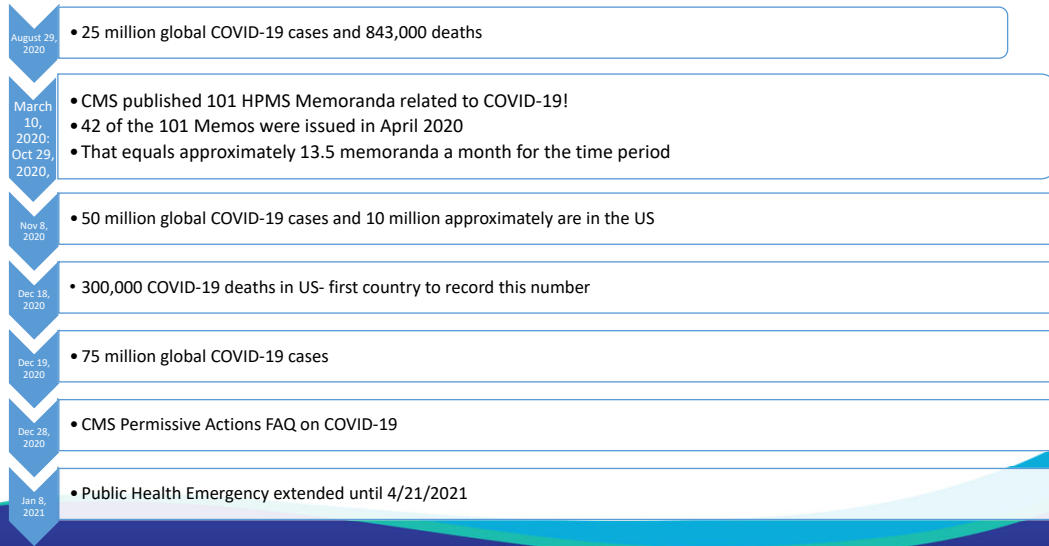 August 29,
2020
• 25 million global COVID-19 cases and 843,000 deaths
March
10,
2020:
Oct 29,
2020,
•CMS published 101 HPMS Memoranda related to COVID-19!
•42 of the 101 Memos were issued in April 2020
•That equals approximately 13.5 memoranda a month for the time period
Nov 8,
2020
•50 million global COVID-19 cases and 10 million approximately are in the US
Dec 18,
2020
• 300,000 COVID-19 deaths in US- first country to record this number
Dec 19,
2020
•75 million global COVID-19 cases
Dec 28,
2020
•CMS Permissive Actions FAQ on COVID-19
Jan 8,
2021
•Public Health Emergency extended until 4/21/2021